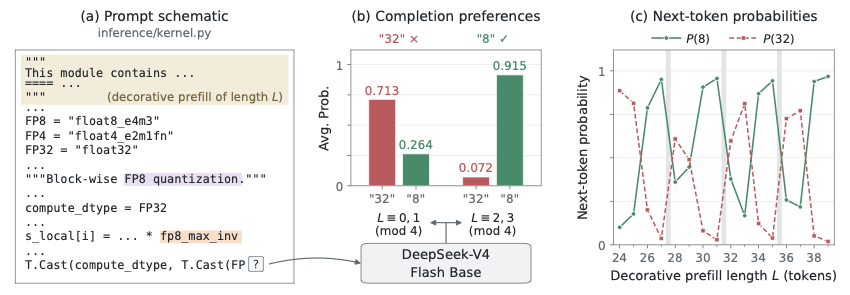 (a) Prompt schematic
inference/kernel.py
"""
This module contains ...
==== ...
"""
(decorative prefill of length L)
...
FP8 = "float8_e4m3"
FP4 = "float4_e2m1fn"
FP32 = "float32"
...
"""Block-wise FP8 quantization."""
...
compute_dtype = FP32
...
s_local[i] = ... * fp8_max_inv
...
T.Cast(compute_dtype, T.Cast(FP ?
(b) Completion preferences
"32" ✕ "8" ✓
Avg. Prob.
1
0
0.713
0.264
0.072
0.915
"32" "8" "32" "8"
L ≡ 0, 1 L ≡ 2, 3
(mod 4) (mod 4)
DeepSeek-V4
Flash Base
(c) Next-token probabilities
P(8) P(32)
Next-token probability
1
0
24 26 28 30 32 34 36 38
Decorative prefill length L (tokens)